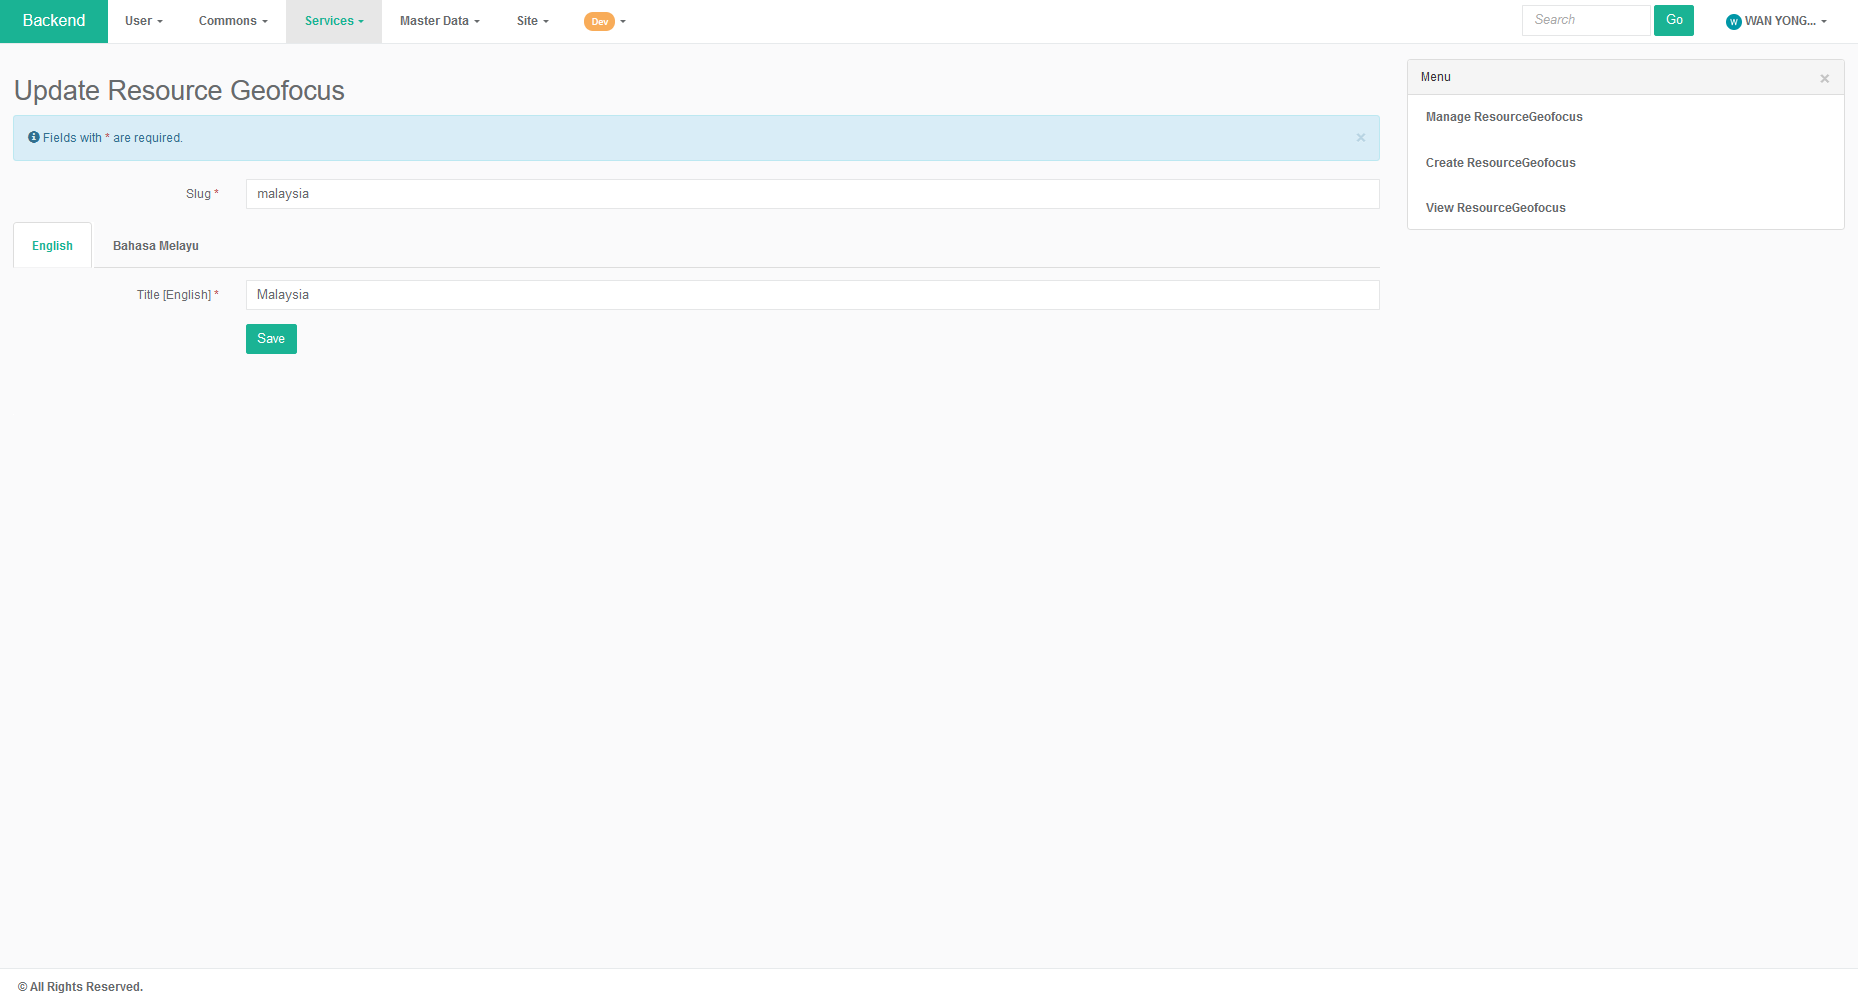 Backend User Commons Services Master Data Site Dev Search Go W WAN YONG...
Update Resource Geofocus
Fields with * are required. ×
Slug * malaysia
English Bahasa Melayu
Title [English] * Malaysia
Save
Menu ×
Manage ResourceGeofocus
Create ResourceGeofocus
View ResourceGeofocus
© All Rights Reserved.